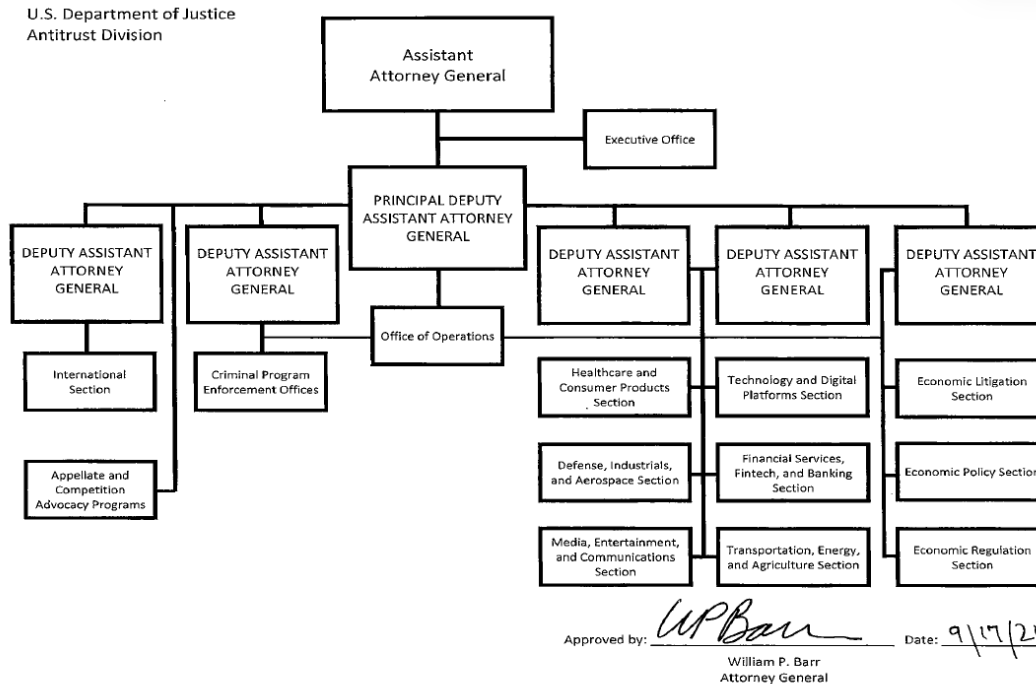 U.S. Department of Justice
Antitrust Division
Assistant
Attorney General
Executive Office
PRINCIPAL DEPUTY
ASSISTANT ATTORNEY
GENERAL
DEPUTY ASSISTANT
ATTORNEY
GENERAL
DEPUTY ASSISTANT
ATTORNEY
GENERAL
DEPUTY ASSISTANT
ATTORNEY
GENERAL
DEPUTY ASSISTANT
ATTORNEY
GENERAL
DEPUTY ASSISTANT
ATTORNEY
GENERAL
Office of Operations
International
Section
Criminal Program
Enforcement Offices
Healthcare and
Consumer Products
Section
Technology and Digital
Platforms Section
Economic Litigation
Section
Appellate and
Competition
Advocacy Programs
Defense, Industrials,
and Aerospace Section
Financial Services,
Fintech, and Banking
Section
Economic Policy Section
Media, Entertainment,
and Communications
Section
Transportation, Energy,
and Agriculture Section
Economic Regulation
Section
Approved by: WPBarr Date: 9/17/2
William P. Barr
Attorney General